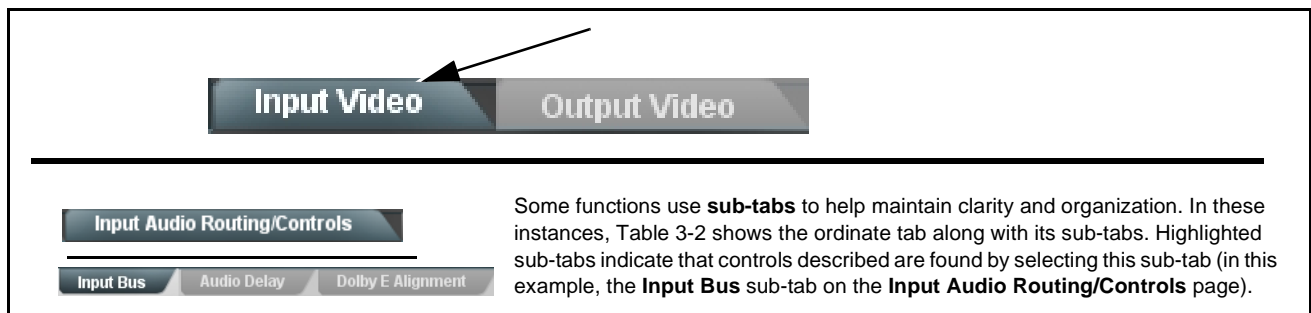 Input Video Output Video
Input Audio Routing/Controls
Input Bus Audio Delay Dolby E Alignment
Some functions use sub-tabs to help maintain clarity and organization. In these
instances, Table 3-2 shows the ordinate tab along with its sub-tabs. Highlighted
sub-tabs indicate that controls described are found by selecting this sub-tab (in this
example, the Input Bus sub-tab on the Input Audio Routing/Controls page).